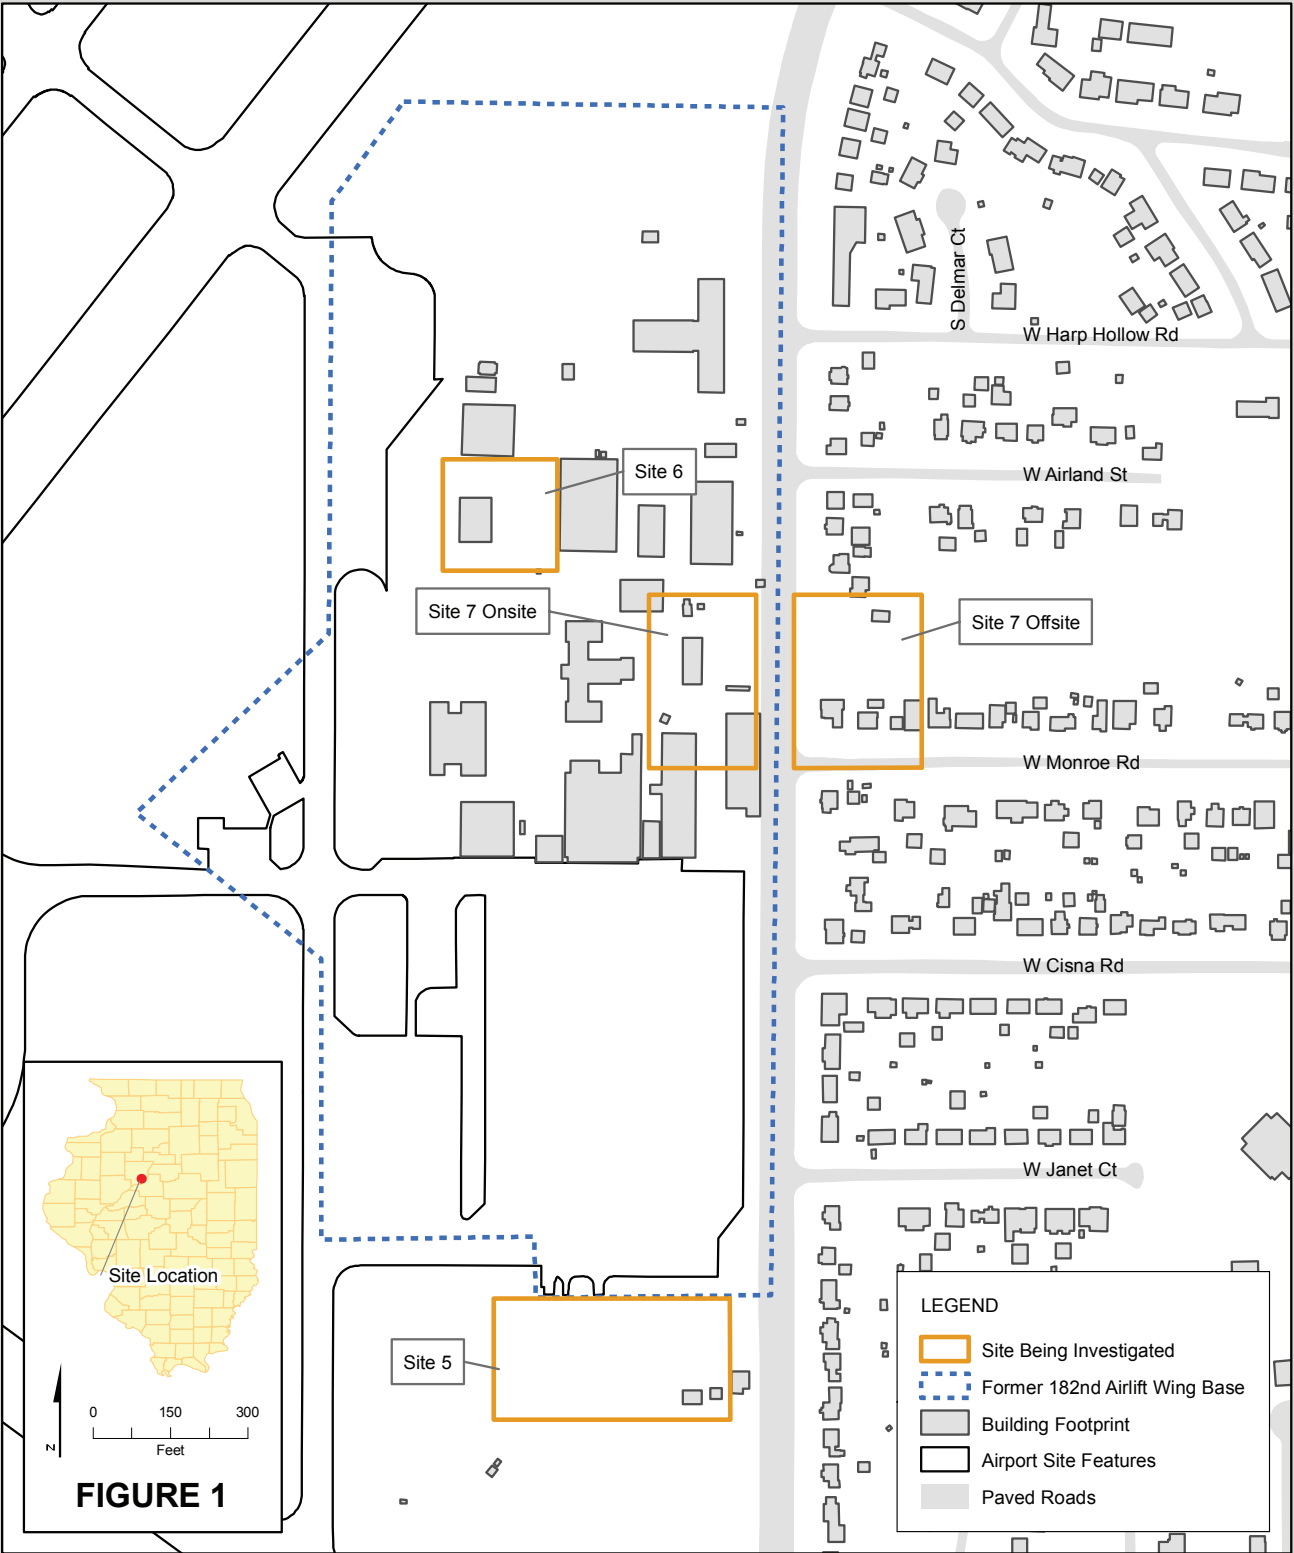 S Delmar Ct
W Harp Hollow Rd
Site 6
W Airland St
Site 7 Onsite
Site 7 Offsite
W Monroe Rd
W Cisna Rd
W Janet Ct
Site Location
Site 5
0 150 300
Feet
N
FIGURE 1
LEGEND
Site Being Investigated
Former 182nd Airlift Wing Base
Building Footprint
Airport Site Features
Paved Roads